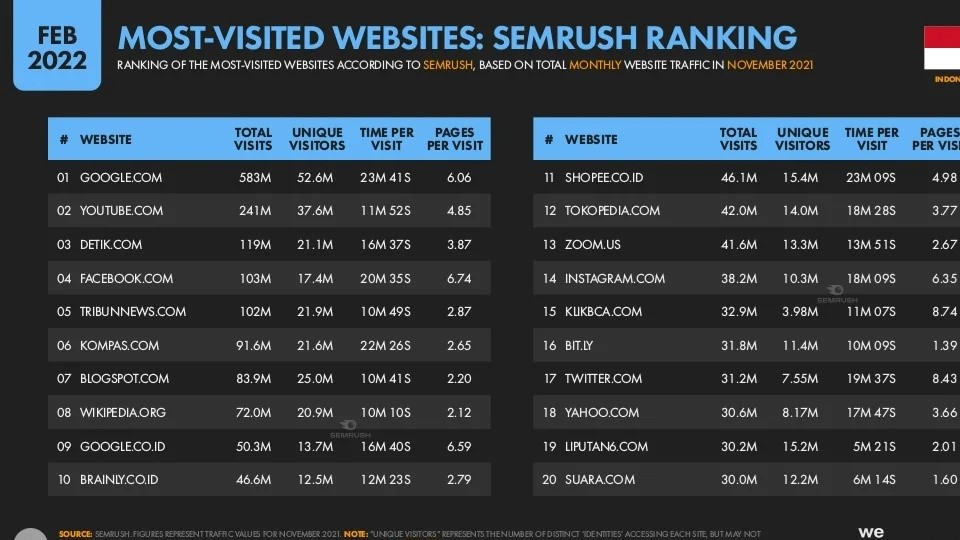 FEB
2022
MOST-VISITED WEBSITES: SEMRUSH RANKING
RANKING OF THE MOST-VISITED WEBSITES ACCORDING TO SEMRUSH, BASED ON TOTAL MONTHLY WEBSITE TRAFFIC IN NOVEMBER 2021
INDON
# WEBSITE TOTAL VISITS UNIQUE VISITORS TIME PER VISIT PAGES PER VISIT
01 GOOGLE.COM 583M 52.6M 23M 41S 6.06
02 YOUTUBE.COM 241M 37.6M 11M 52S 4.85
03 DETIK.COM 119M 21.1M 16M 37S 3.87
04 FACEBOOK.COM 103M 17.4M 20M 35S 6.74
05 TRIBUNNEWS.COM 102M 21.9M 10M 49S 2.87
06 KOMPAS.COM 91.6M 21.6M 22M 26S 2.65
07 BLOGSPOT.COM 83.9M 25.0M 10M 41S 2.20
08 WIKIPEDIA.ORG 72.0M 20.9M 10M 10S 2.12
SEMRUSH
09 GOOGLE.CO.ID 50.3M 13.7M 16M 40S 6.59
10 BRAINLY.CO.ID 46.6M 12.5M 12M 23S 2.79
# WEBSITE TOTAL VISITS UNIQUE VISITORS TIME PER VISIT PAGES PER VISI
11 SHOPEE.CO.ID 46.1M 15.4M 23M 09S 4.98
12 TOKOPEDIA.COM 42.0M 14.0M 18M 28S 3.77
13 ZOOM.US 41.6M 13.3M 13M 51S 2.67
14 INSTAGRAM.COM 38.2M 10.3M 18M 09S 6.35
SEMRUSH
15 KLIKBCA.COM 32.9M 3.98M 11M 07S 8.74
16 BIT.LY 31.8M 11.4M 10M 09S 1.39
17 TWITTER.COM 31.2M 7.55M 19M 37S 8.43
18 YAHOO.COM 30.6M 8.17M 17M 47S 3.66
19 LIPUTAN6.COM 30.2M 15.2M 5M 21S 2.01
20 SUARA.COM 30.0M 12.2M 6M 14S 1.60
SOURCE: SEMRUSH. FIGURES REPRESENT TRAFFIC VALUES FOR NOVEMBER 2021. NOTE: "UNIQUE VISITORS" REPRESENTS THE NUMBER OF DISTINCT 'IDENTITIES' ACCESSING EACH SITE, BUT MAY NOT
we